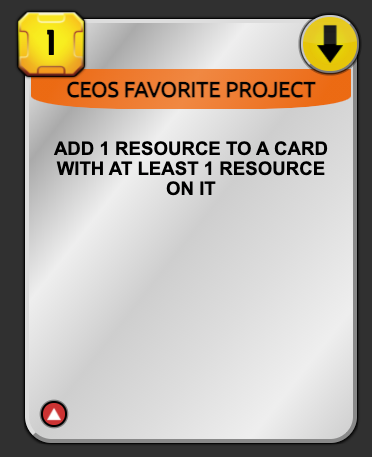 1
CEOS FAVORITE PROJECT
ADD 1 RESOURCE TO A CARD
WITH AT LEAST 1 RESOURCE
ON IT